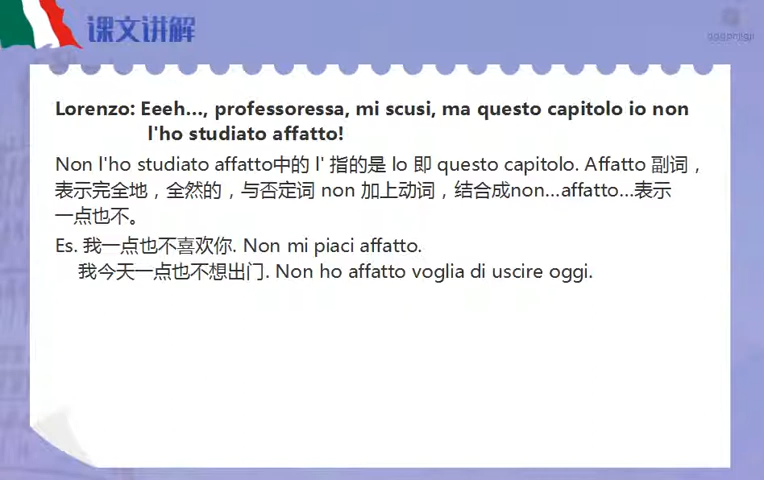 课文讲解
Lorenzo: Eeeh..., professoressa, mi scusi, ma questo capitolo io non
l'ho studiato affatto!
Non l'ho studiato affatto中的 l' 指的是 lo 即 questo capitolo. Affatto 副词，
表示完全地，全然的，与否定词 non 加上动词，结合成non...affatto...表示
一点也不。
Es. 我一点也不喜欢你. Non mi piaci affatto.
我今天一点也不想出门. Non ho affatto voglia di uscire oggi.